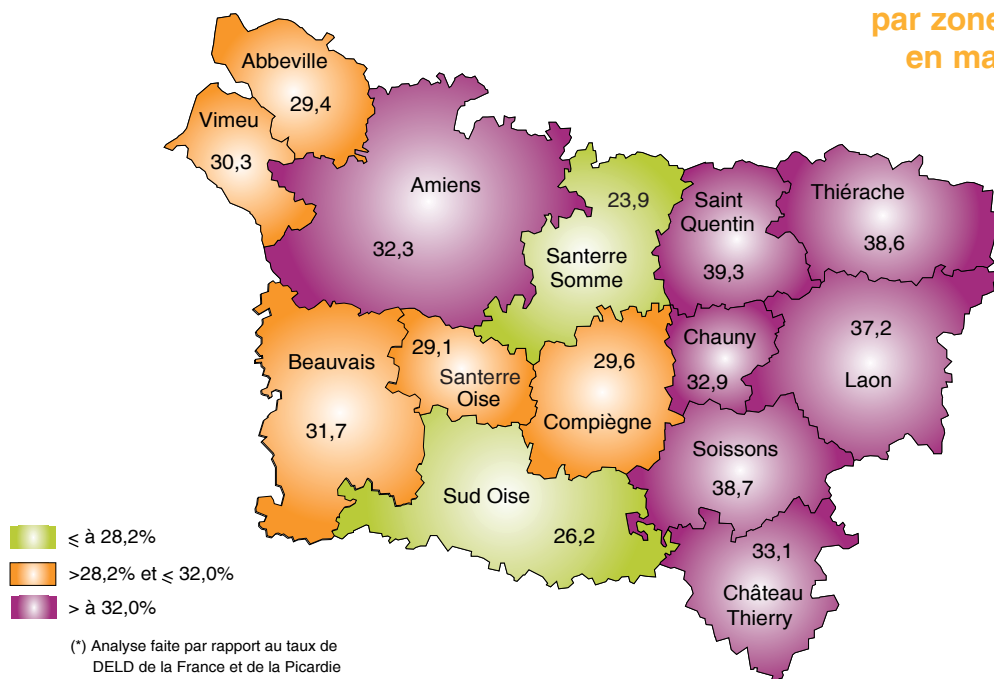 par zone
en ma
Abbeville
29,4
Vimeu
30,3
Amiens
32,3
23,9
Santerre
Somme
Saint
Quentin
39,3
Thiérache
38,6
Beauvais
31,7
29,1
Santerre
Oise
29,6
Compiègne
Chauny
32,9
37,2
Laon
Soissons
38,7
Sud Oise
26,2
33,1
Château
Thierry
⩽ à 28,2%
>28,2% et ⩽ 32,0%
> à 32,0%
(*) Analyse faite par rapport au taux de
DELD de la France et de la Picardie